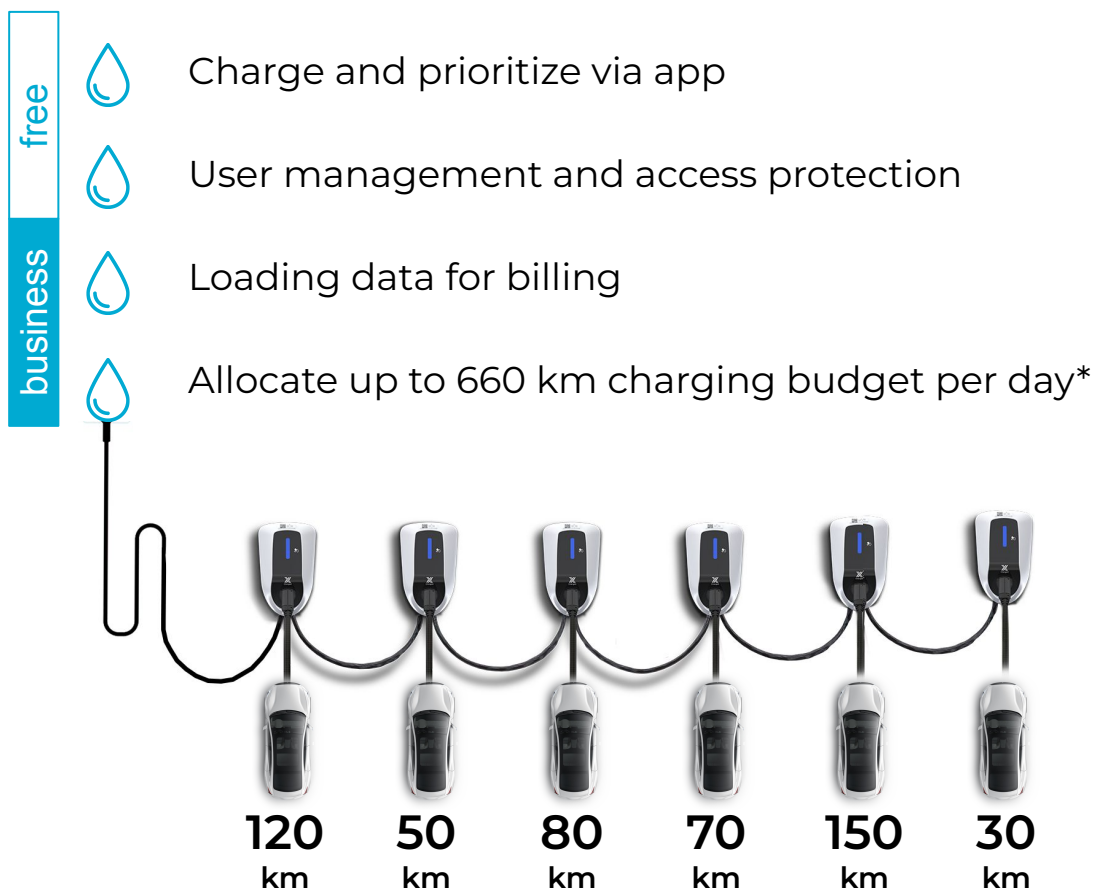 free
Charge and prioritize via app
User management and access protection
business
Loading data for billing
Allocate up to 660 km charging budget per day*
120 50 80 70 150 30
km km km km km km